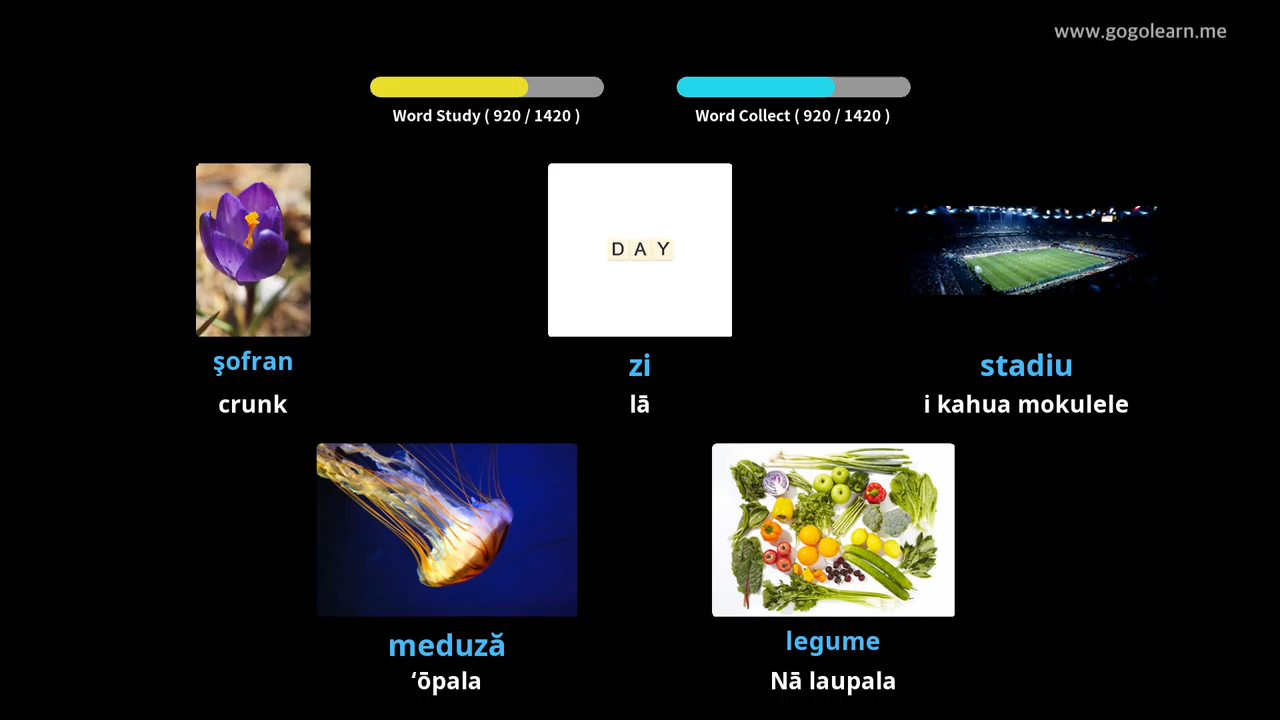 www.gogolearn.me
Word Study ( 920 / 1420 )
Word Collect ( 920 / 1420 )
DAY
şofran
zi
stadiu
crunk
lā
i kahua mokulele
meduză
legume
ʻōpala
Nā laupala